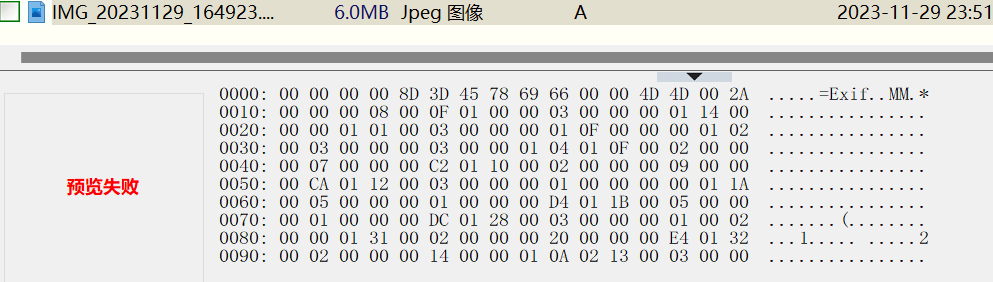 IMG_20231129_164923.... 6.0MB Jpeg 图像 A 2023-11-29 23:51
预览失败
0000: 00 00 00 00 8D 3D 45 78 69 66 00 00 4D 4D 00 2A .....=Exif..MM.*
0010: 00 00 00 08 00 0F 01 00 00 03 00 00 00 01 14 00 ................
0020: 00 00 01 01 00 03 00 00 00 01 0F 00 00 00 01 02 ................
0030: 00 03 00 00 00 03 00 00 01 04 01 0F 00 02 00 00 ................
0040: 00 07 00 00 00 C2 01 10 00 02 00 00 00 09 00 00 ................
0050: 00 CA 01 12 00 03 00 00 00 01 00 00 00 00 01 1A ................
0060: 00 05 00 00 00 01 00 00 00 D4 01 1B 00 05 00 00 ................
0070: 00 01 00 00 00 DC 01 28 00 03 00 00 00 01 00 02 .......(........
0080: 00 00 01 31 00 02 00 00 00 20 00 00 00 E4 01 32 ...1..... .....2
0090: 00 02 00 00 00 14 00 00 01 0A 02 13 00 03 00 00 ................